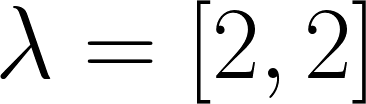 λ = [2, 2]